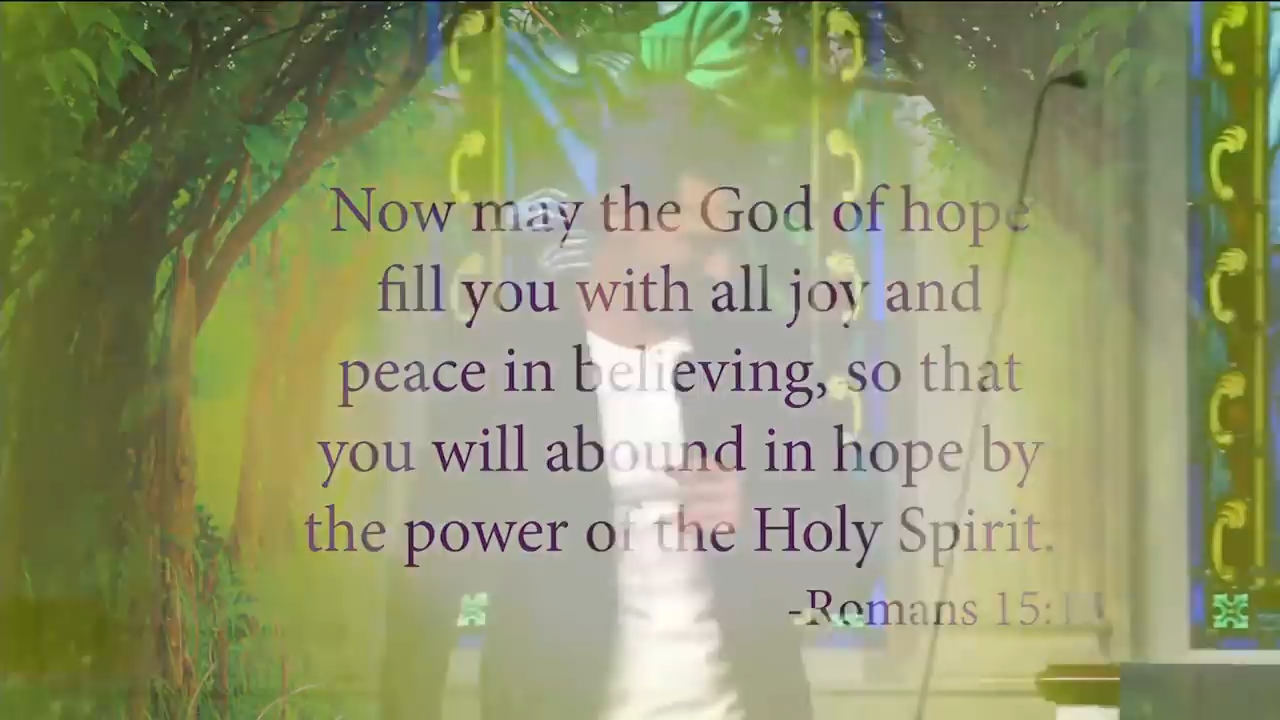 Now may the God of hope
fill you with all joy and
peace in believing, so that
you will abound in hope by
the power of the Holy Spirit.
-Romans